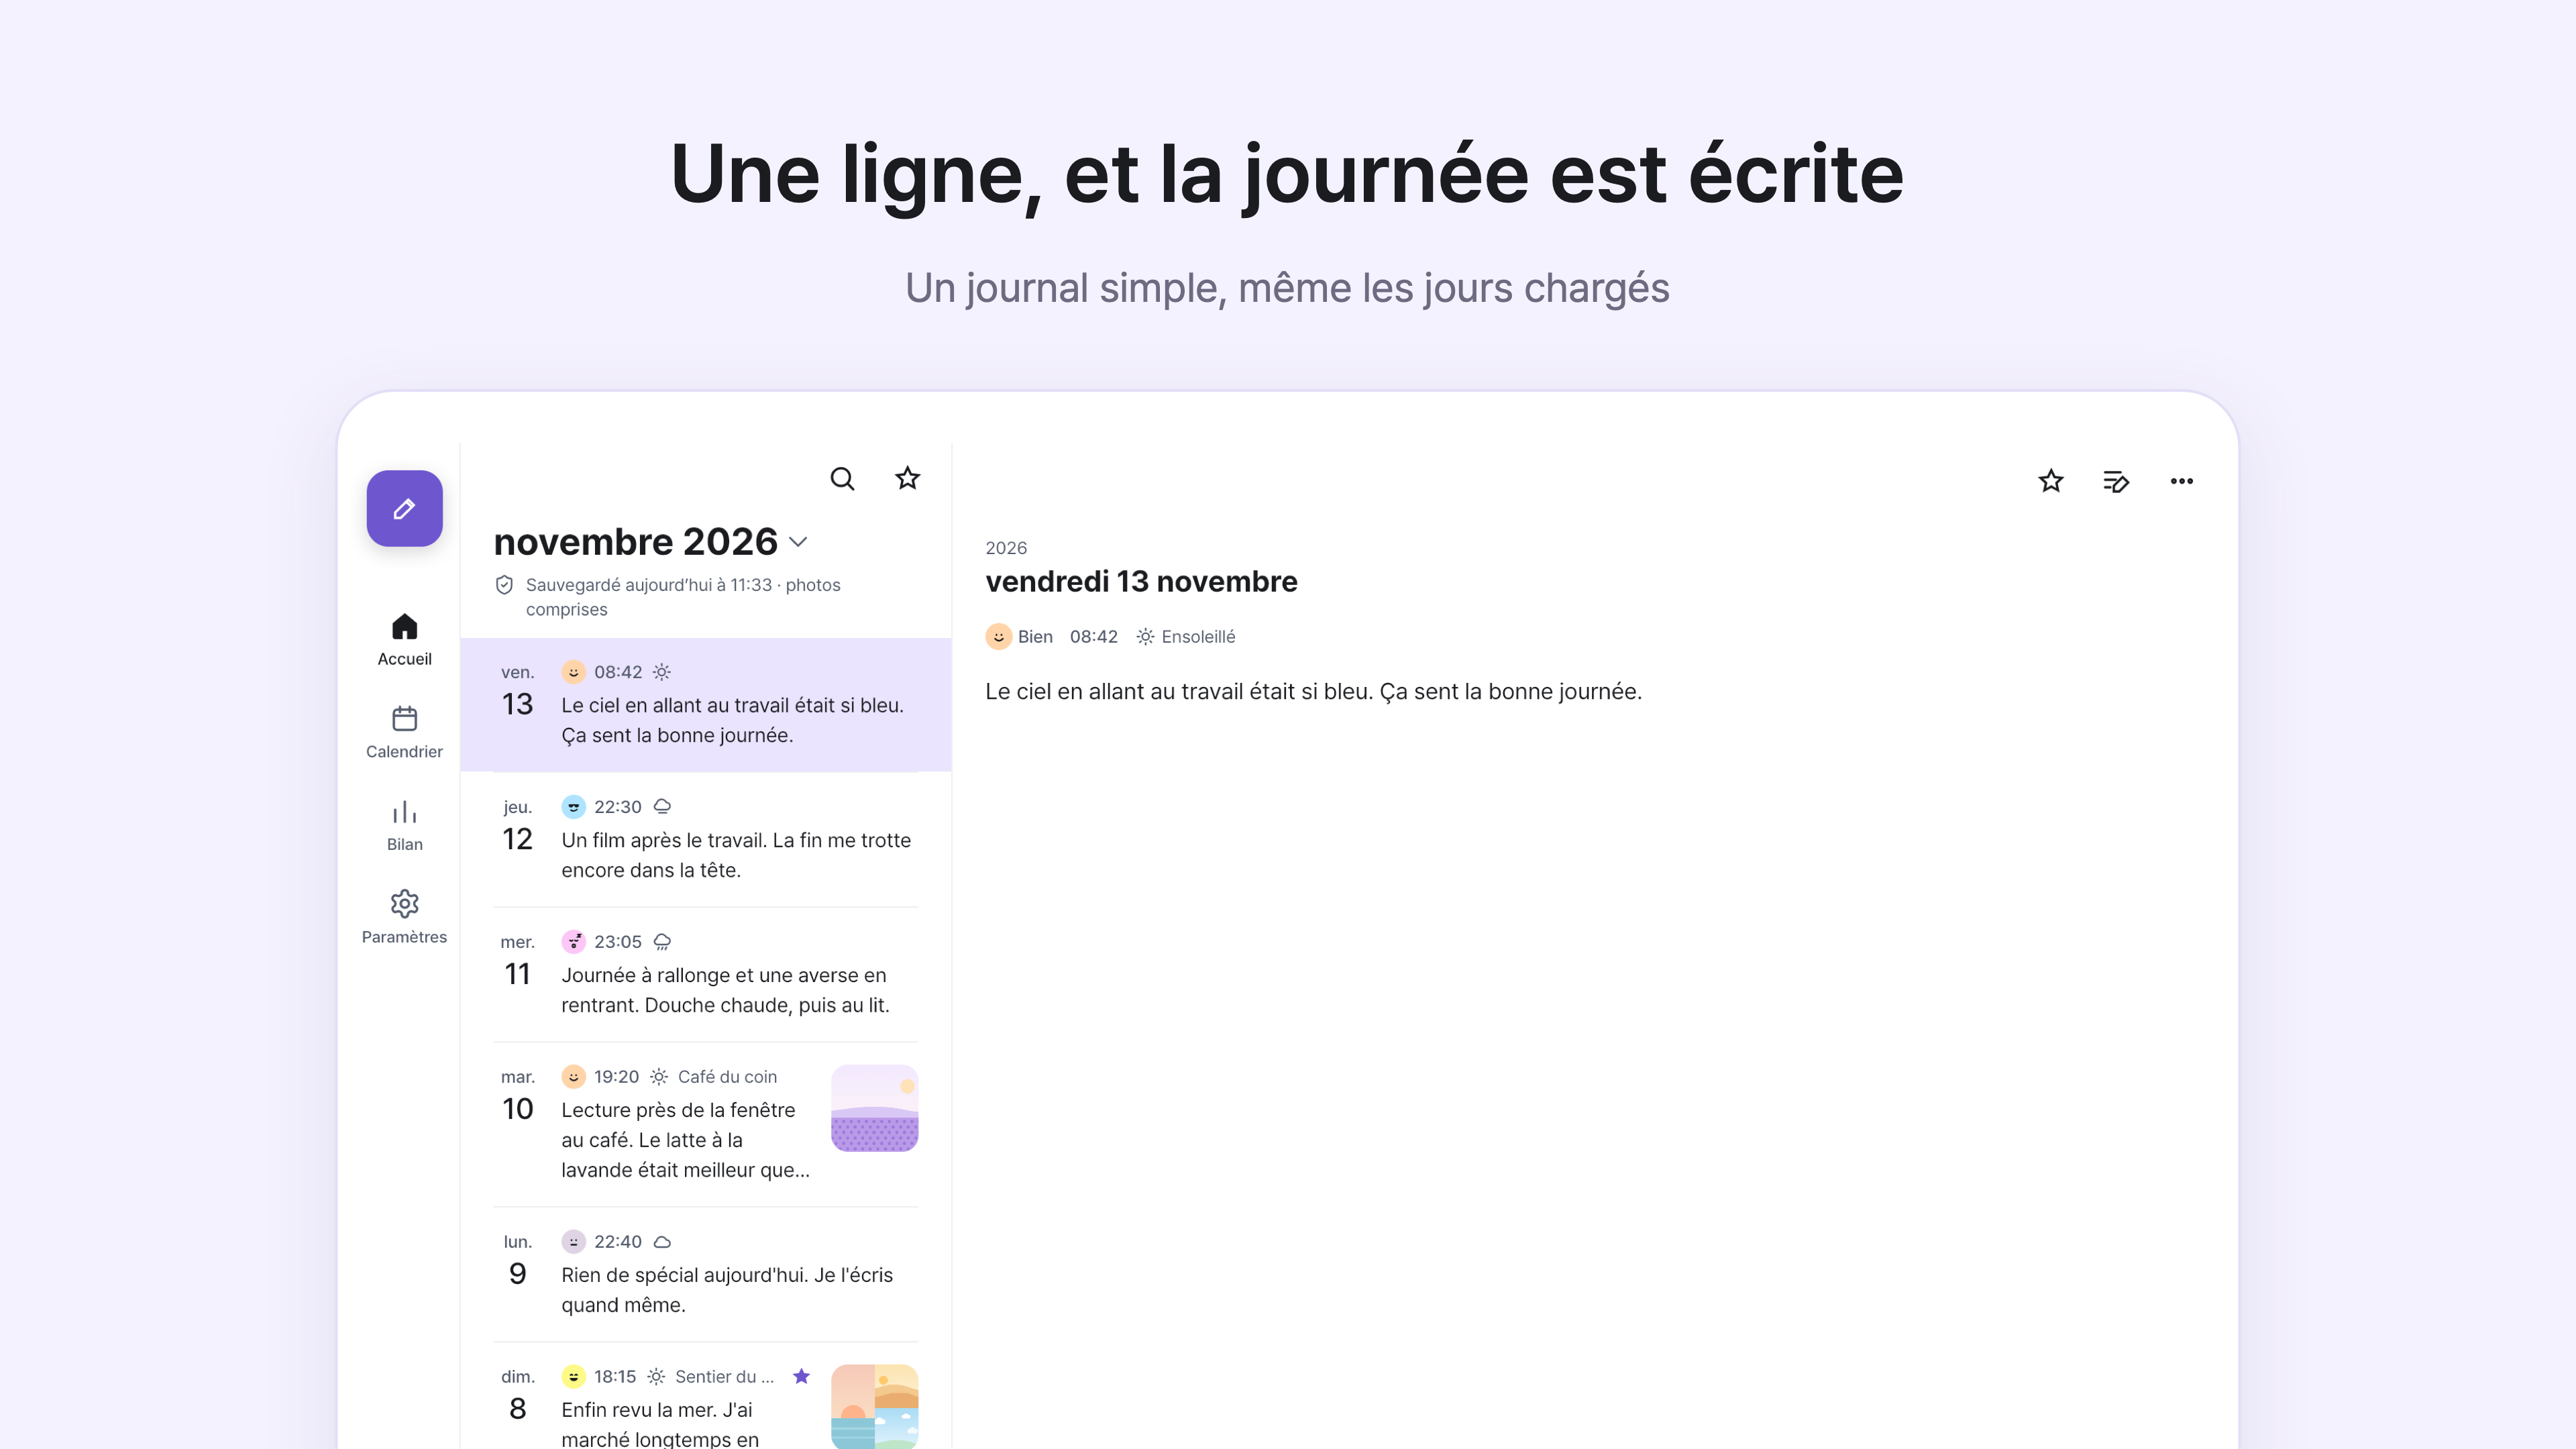 Une ligne, et la journée est écrite
Un journal simple, même les jours chargés
Accueil
Calendrier
Bilan
Paramètres
novembre 2026
Sauvegardé aujourd’hui à 11:33 · photos
comprises
ven.
13
08:42
Le ciel en allant au travail était si bleu.
Ça sent la bonne journée.
jeu.
12
22:30
Un film après le travail. La fin me trotte
encore dans la tête.
mer.
11
23:05
Journée à rallonge et une averse en
rentrant. Douche chaude, puis au lit.
mar.
10
19:20 Café du coin
Lecture près de la fenêtre
au café. Le latte à la
lavande était meilleur que...
lun.
9
22:40
Rien de spécial aujourd'hui. Je l'écris
quand même.
dim.
8
18:15 Sentier du ...
Enfin revu la mer. J'ai
marché longtemps en
2026
vendredi 13 novembre
Bien 08:42 Ensoleillé
Le ciel en allant au travail était si bleu. Ça sent la bonne journée.